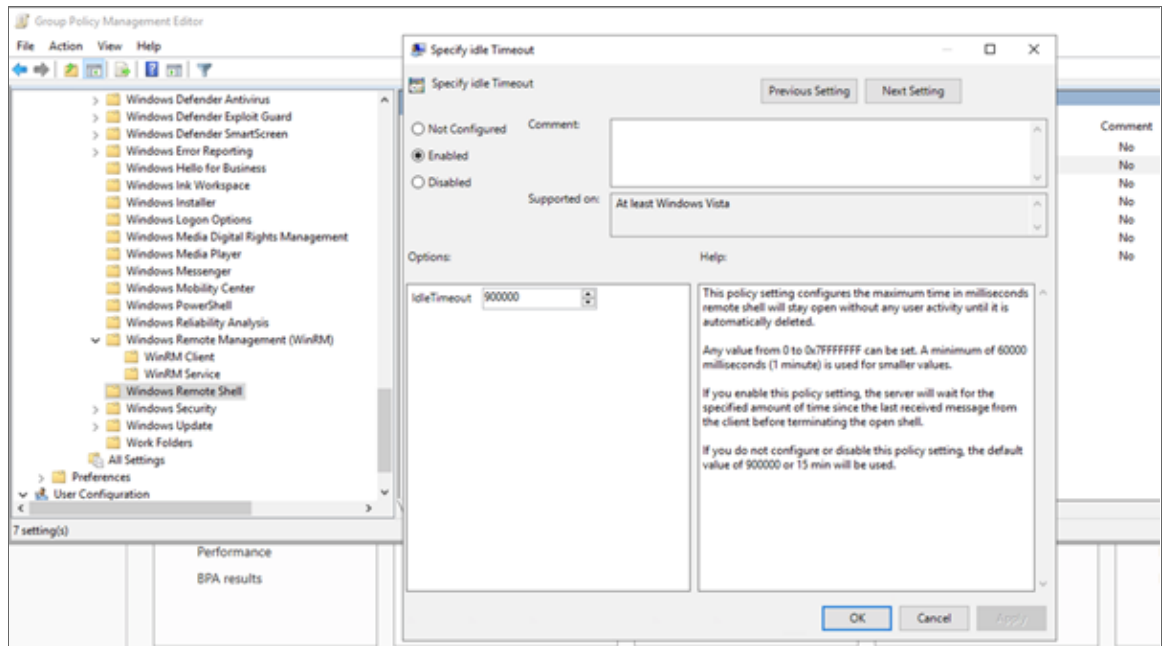 Group Policy Management Editor
File Action View Help
Windows Defender Antivirus
Windows Defender Exploit Guard
Windows Defender SmartScreen
Windows Error Reporting
Windows Hello for Business
Windows Ink Workspace
Windows Installer
Windows Logon Options
Windows Media Digital Rights Management
Windows Media Player
Windows Messenger
Windows Mobility Center
Windows PowerShell
Windows Reliability Analysis
Windows Remote Management (WinRM)
WinRM Client
WinRM Service
Windows Remote Shell
Windows Security
Windows Update
Work Folders
All Settings
Preferences
User Configuration
7 setting(s)
Performance
BPA results
Specify idle Timeout
Specify idle Timeout
Previous Setting Next Setting
Not Configured
Enabled
Disabled
Comment:
Supported on: At least Windows Vista
Options: Help:
IdleTimeout 900000
This policy setting configures the maximum time in milliseconds
remote shell will stay open without any user activity until it is
automatically deleted.
Any value from 0 to 0x7FFFFFFF can be set. A minimum of 60000
milliseconds (1 minute) is used for smaller values.
If you enable this policy setting, the server will wait for the
specified amount of time since the last received message from
the client before terminating the open shell.
If you do not configure or disable this policy setting, the default
value of 900000 or 15 min will be used.
OK Cancel Apply
Comment
No
No
No
No
No
No
No